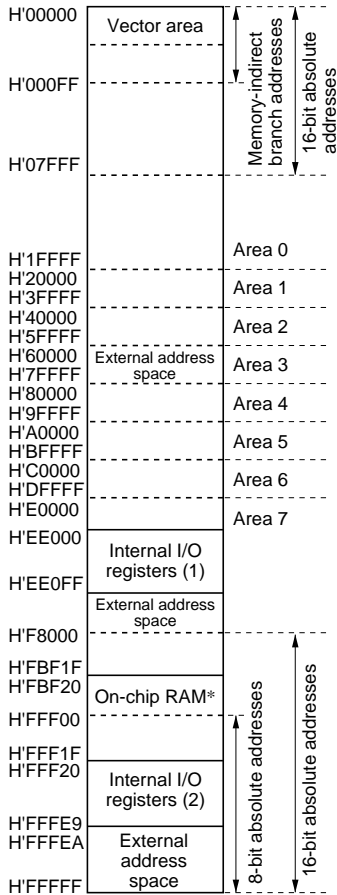 H'00000
Vector area
H'000FF
H'07FFF
Memory-indirect
branch addresses
16-bit absolute
addresses
H'1FFFF
Area 0
H'20000
Area 1
H'3FFFF
H'40000
Area 2
H'5FFFF
H'60000
External address
space
Area 3
H'7FFFF
H'80000
Area 4
H'9FFFF
H'A0000
Area 5
H'BFFFF
H'C0000
Area 6
H'DFFFF
H'E0000
Area 7
H'EE000
Internal I/O
registers (1)
H'EE0FF
External address
space
H'F8000
H'FBF1F
H'FBF20
On-chip RAM*
H'FFF00
H'FFF1F
H'FFF20
Internal I/O
registers (2)
H'FFFE9
H'FFFEA
External
address
space
H'FFFFF
8-bit absolute addresses
16-bit absolute addresses